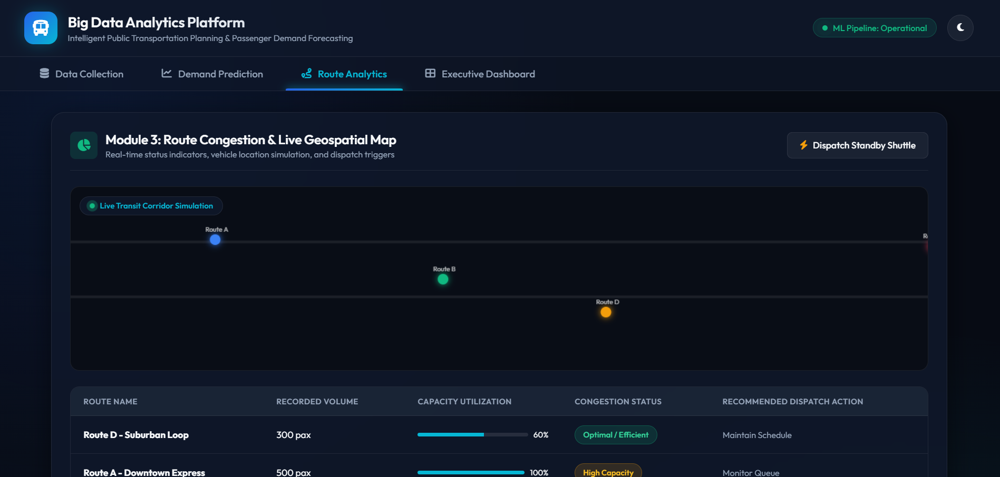 Big Data Analytics Platform
Intelligent Public Transportation Planning & Passenger Demand Forecasting
ML Pipeline: Operational
Data Collection
Demand Prediction
Route Analytics
Executive Dashboard
Module 3: Route Congestion & Live Geospatial Map
Real-time status indicators, vehicle location simulation, and dispatch triggers
Dispatch Standby Shuttle
Live Transit Corridor Simulation
Route A
Route B
Route D
ROUTE NAME RECORDED VOLUME CAPACITY UTILIZATION CONGESTION STATUS RECOMMENDED DISPATCH ACTION
Route D - Suburban Loop 300 pax 60% Optimal / Efficient Maintain Schedule
Route A - Downtown Express 500 pax 100% High Capacity Monitor Queue